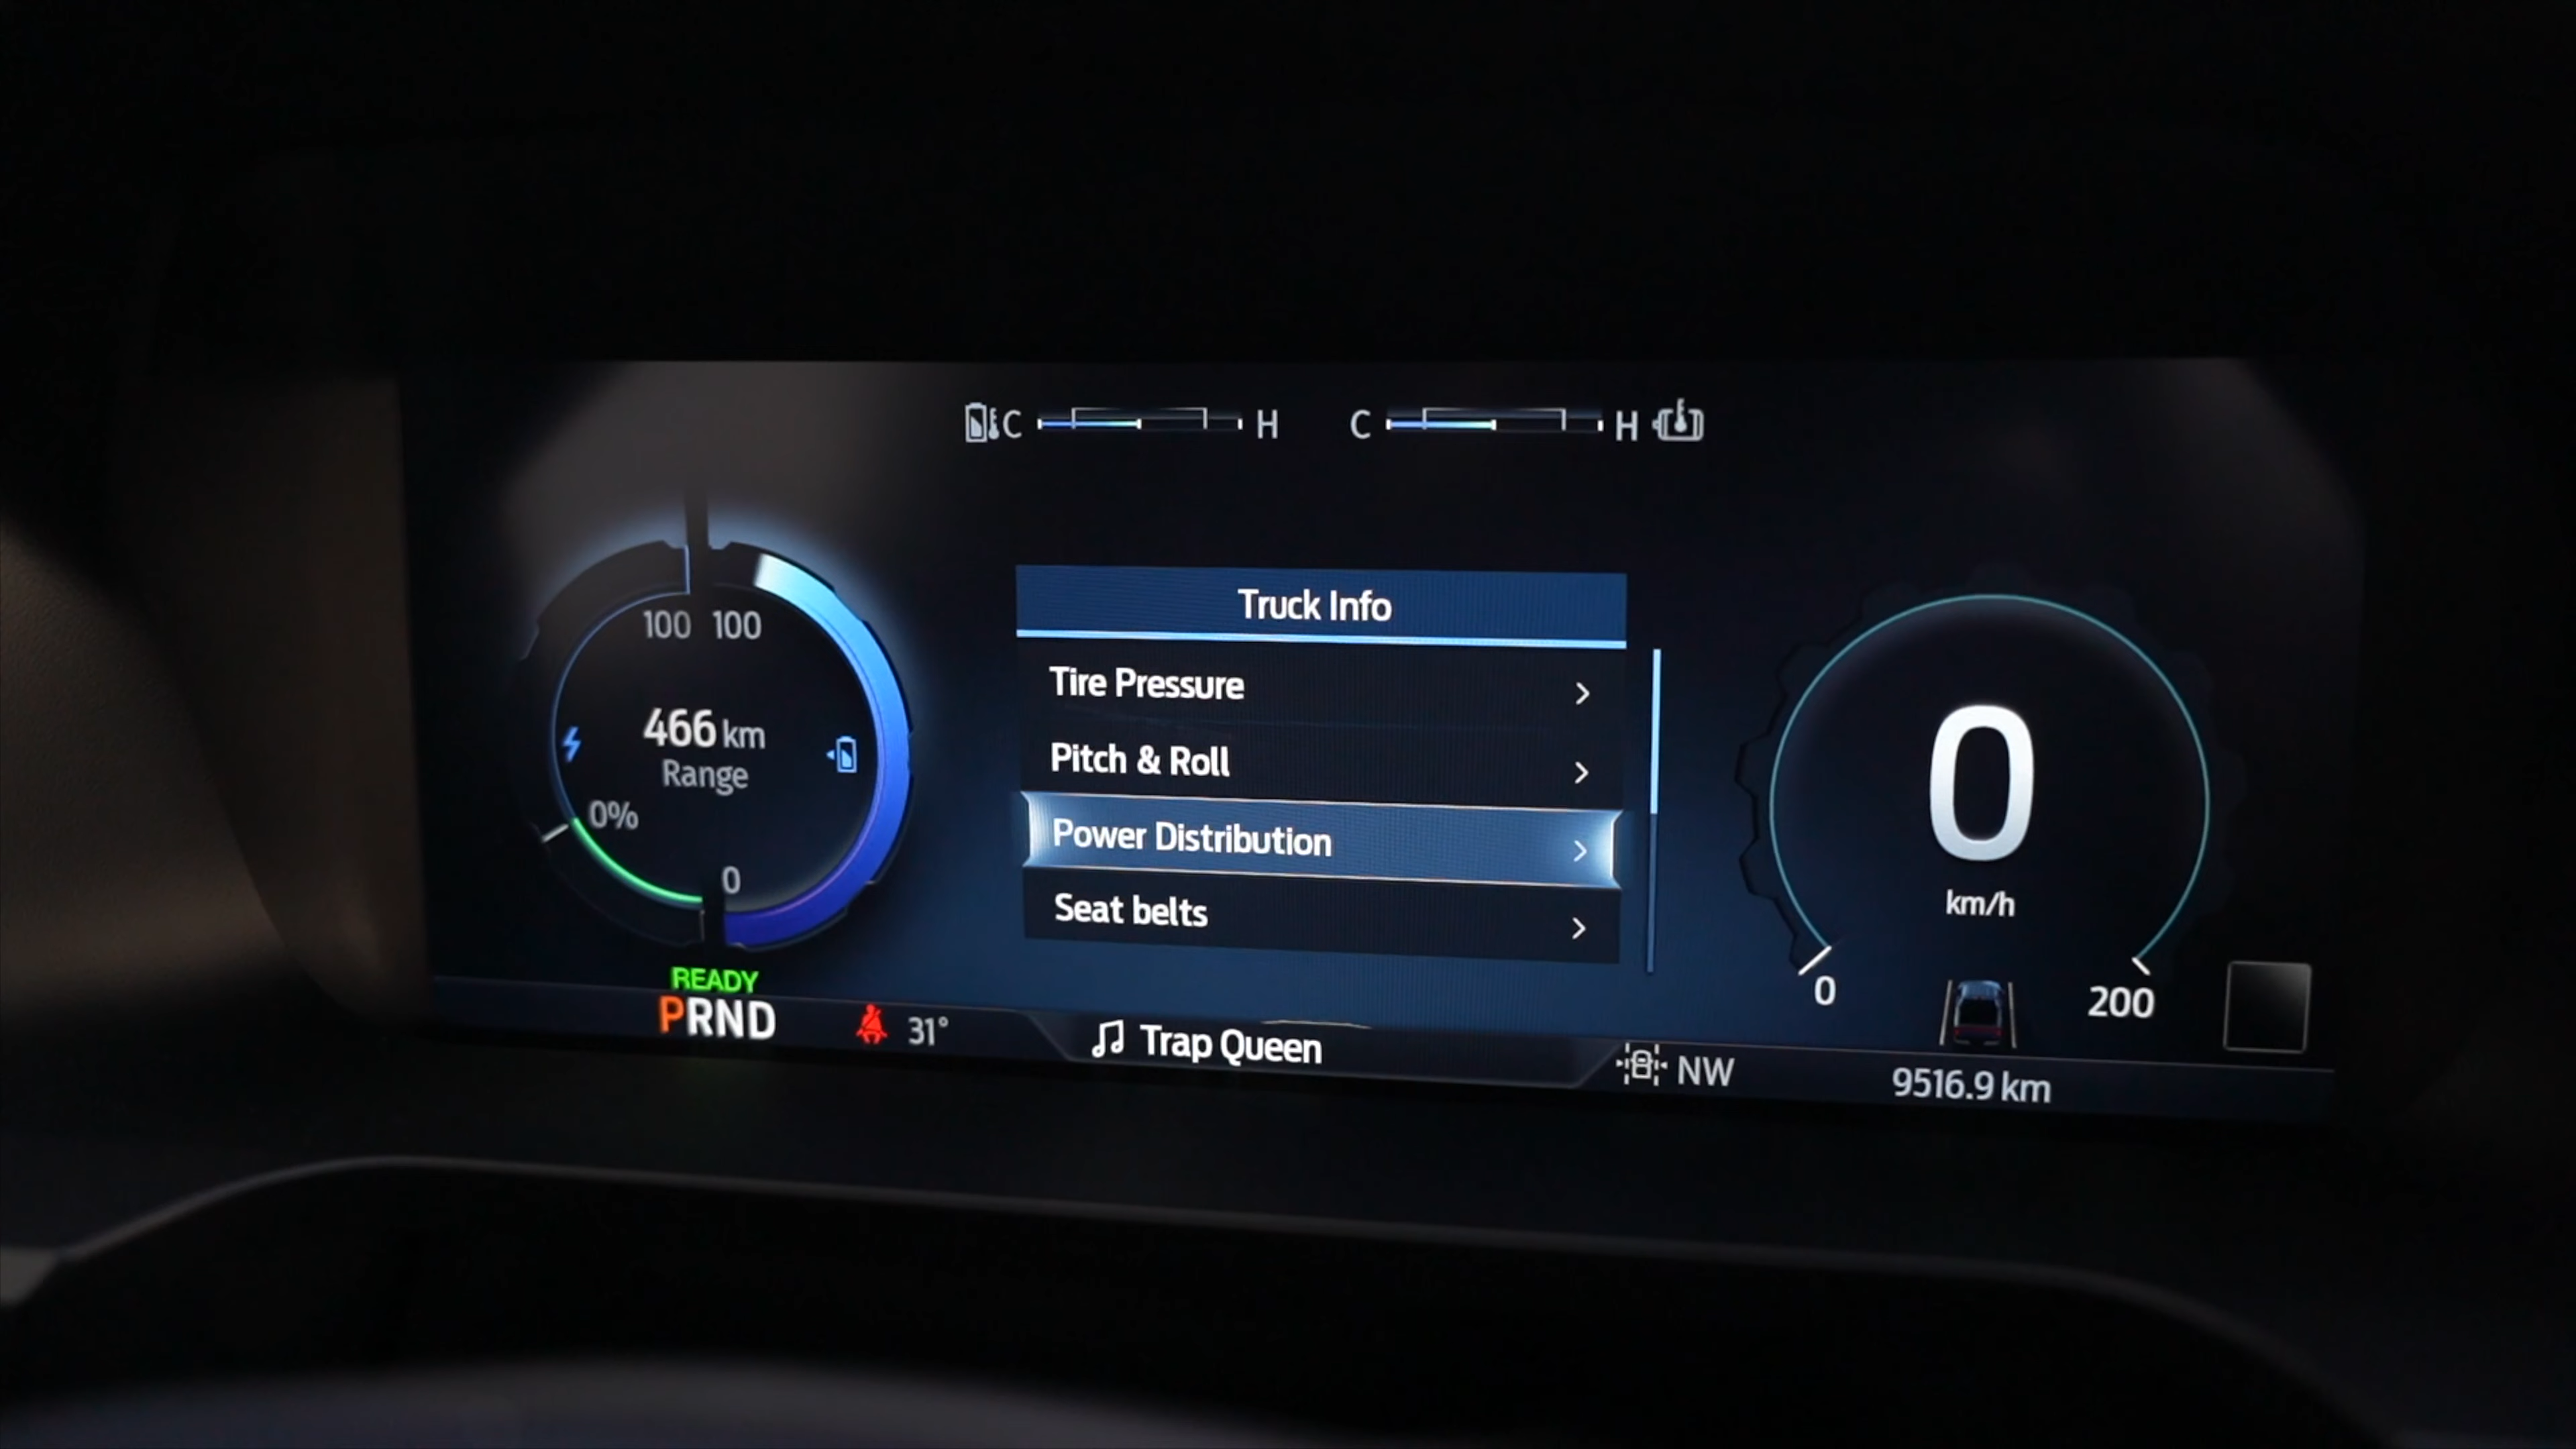 C H C H
100 100
466 km
Range
0%
0
READY
PRND
31°
Truck Info
Tire Pressure
Pitch & Roll
Power Distribution
Seat belts
Trap Queen
NW
0
km/h
0
200
9516.9 km